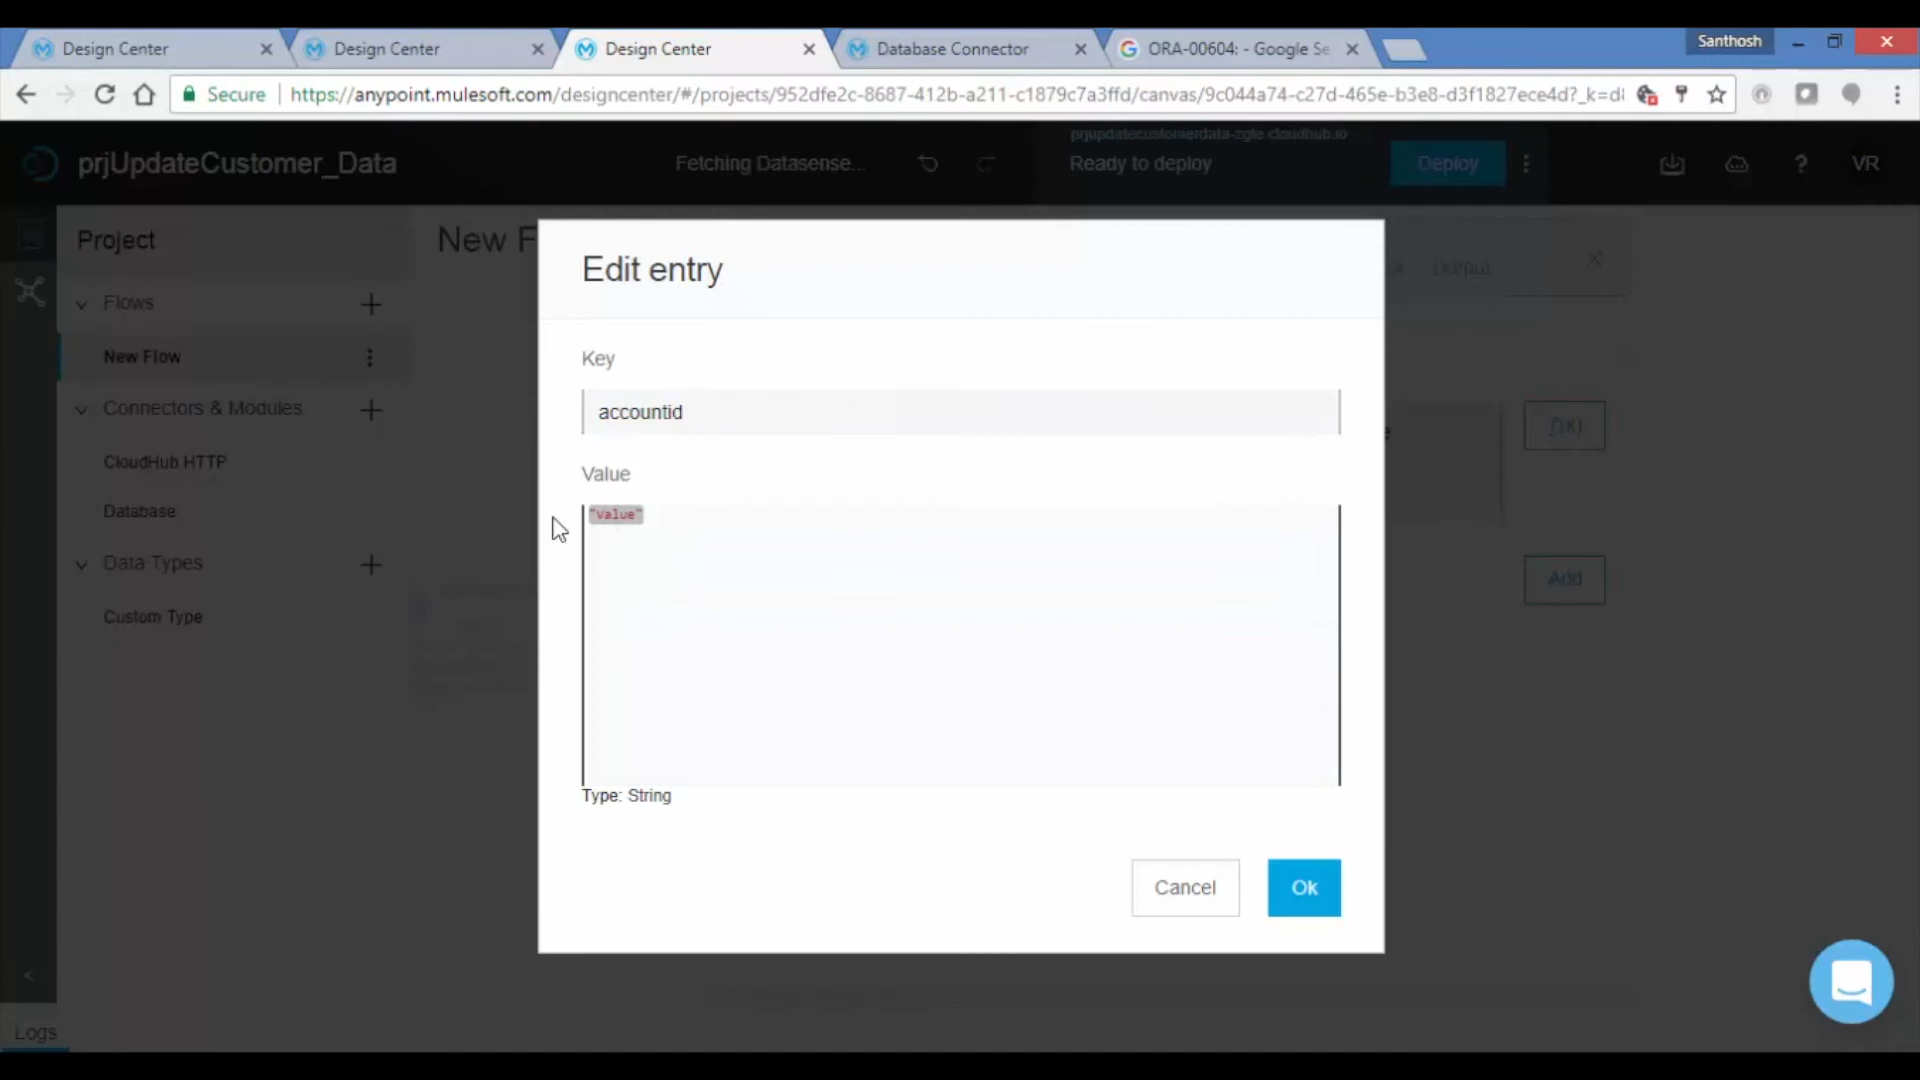 Design Center
Design Center
Design Center
Database Connector
ORA-00604: - Google Se
Santhosh
Secure
https://anypoint.mulesoft.com/designcenter/#/projects/952dfe2c-8687-412b-a211-c1879c7a3ffd/canvas/9c044a74-c27d-465e-b3e8-d3f1827ece4d?_k=d
prjUpdateCustomer_Data
Fetching Datasense...
prjupdatecustomerdata-zgte.cloudhub.io
Ready to deploy
Deploy
?
VR
Project
New F
Output
Flows
New Flow
Connectors & Modules
CloudHub HTTP
Database
Data Types
Custom Type
Edit entry
Key
accountid
Value
"value"
Type: String
Cancel
Ok
f(x)
Add
Logs